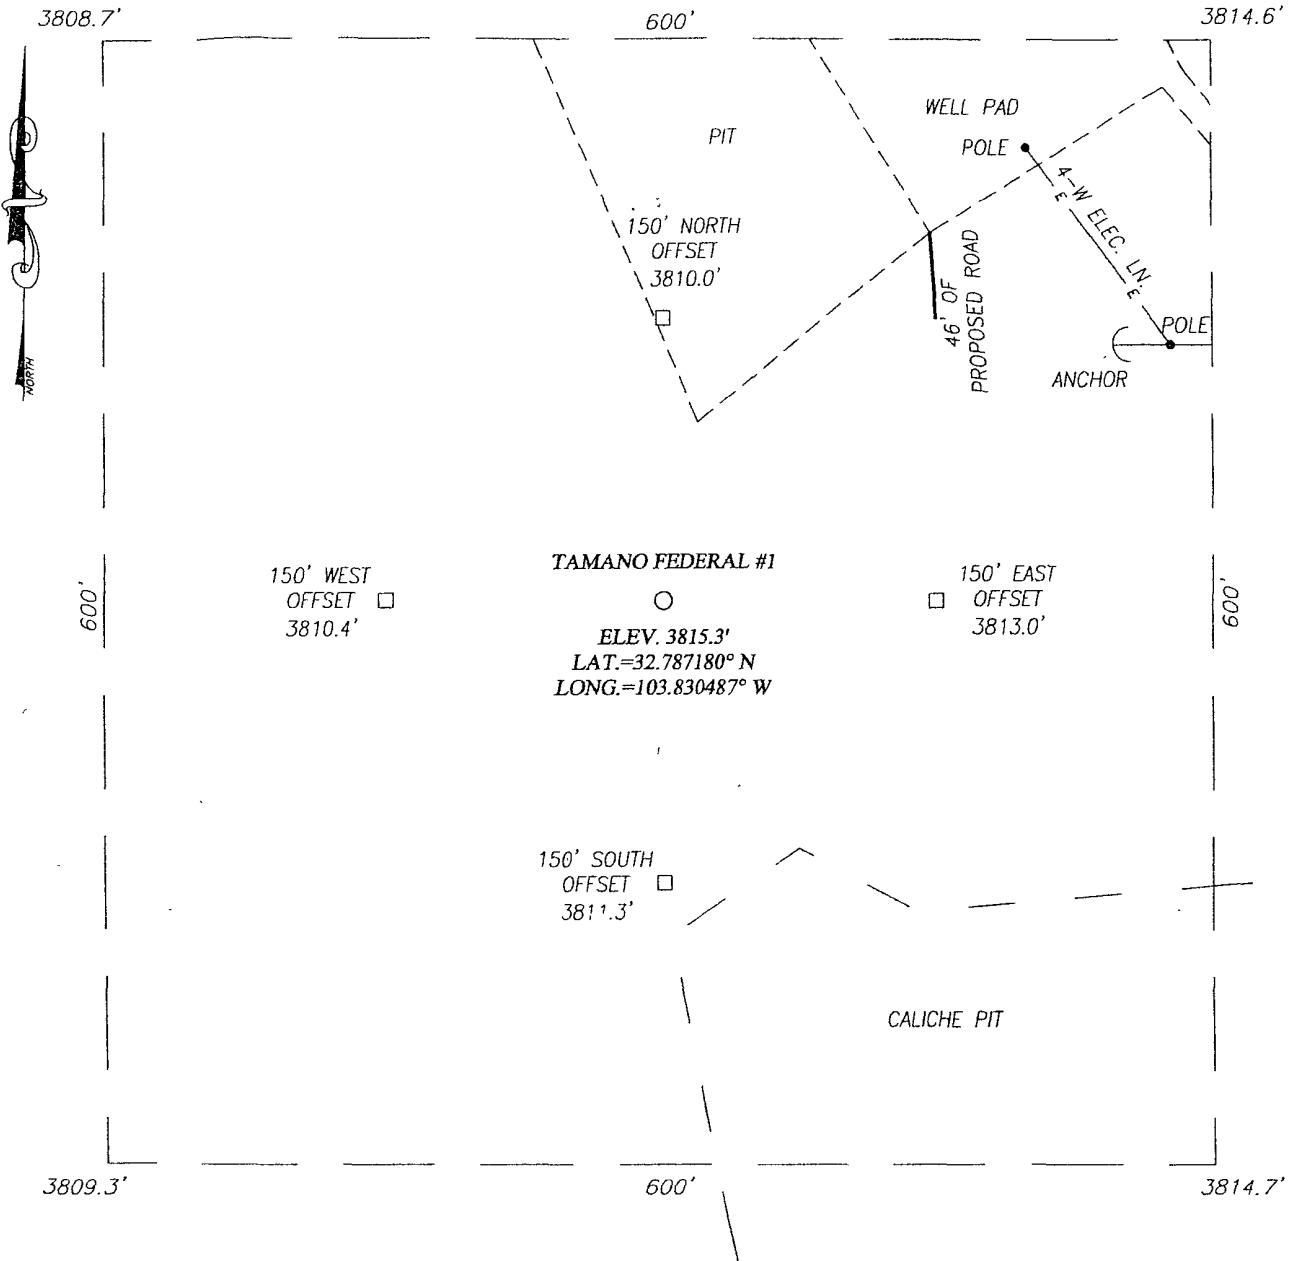 3808.7'
600'
3814.6'
WELL PAD
PIT
POLE
4-W ELEC. LN.
E
E
150' NORTH
OFFSET
3810.0'
46' OF
PROPOSED ROAD
POLE
ANCHOR
NORTH
600'
150' WEST
OFFSET
3810.4'
TAMANO FEDERAL #1
ELEV. 3815.3'
LAT.=32.787180° N
LONG.=103.830487° W
150' EAST
OFFSET
3813.0'
600'
150' SOUTH
OFFSET
3811.3'
CALICHE PIT
3809.3'
600'
3814.7'